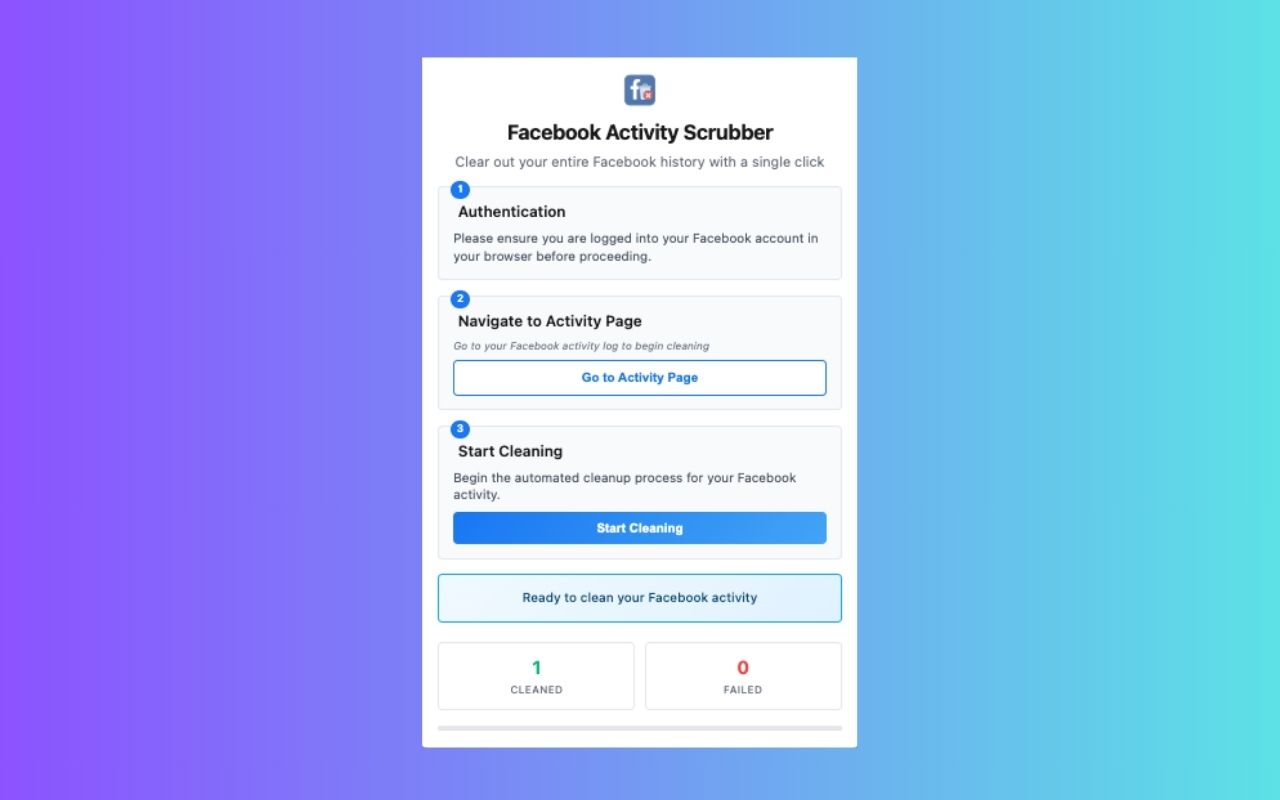 Facebook Activity Scrubber
Clear out your entire Facebook history with a single click
1
Authentication
Please ensure you are logged into your Facebook account in
your browser before proceeding.
2
Navigate to Activity Page
Go to your Facebook activity log to begin cleaning
Go to Activity Page
3
Start Cleaning
Begin the automated cleanup process for your Facebook
activity.
Start Cleaning
Ready to clean your Facebook activity
1
CLEANED
0
FAILED